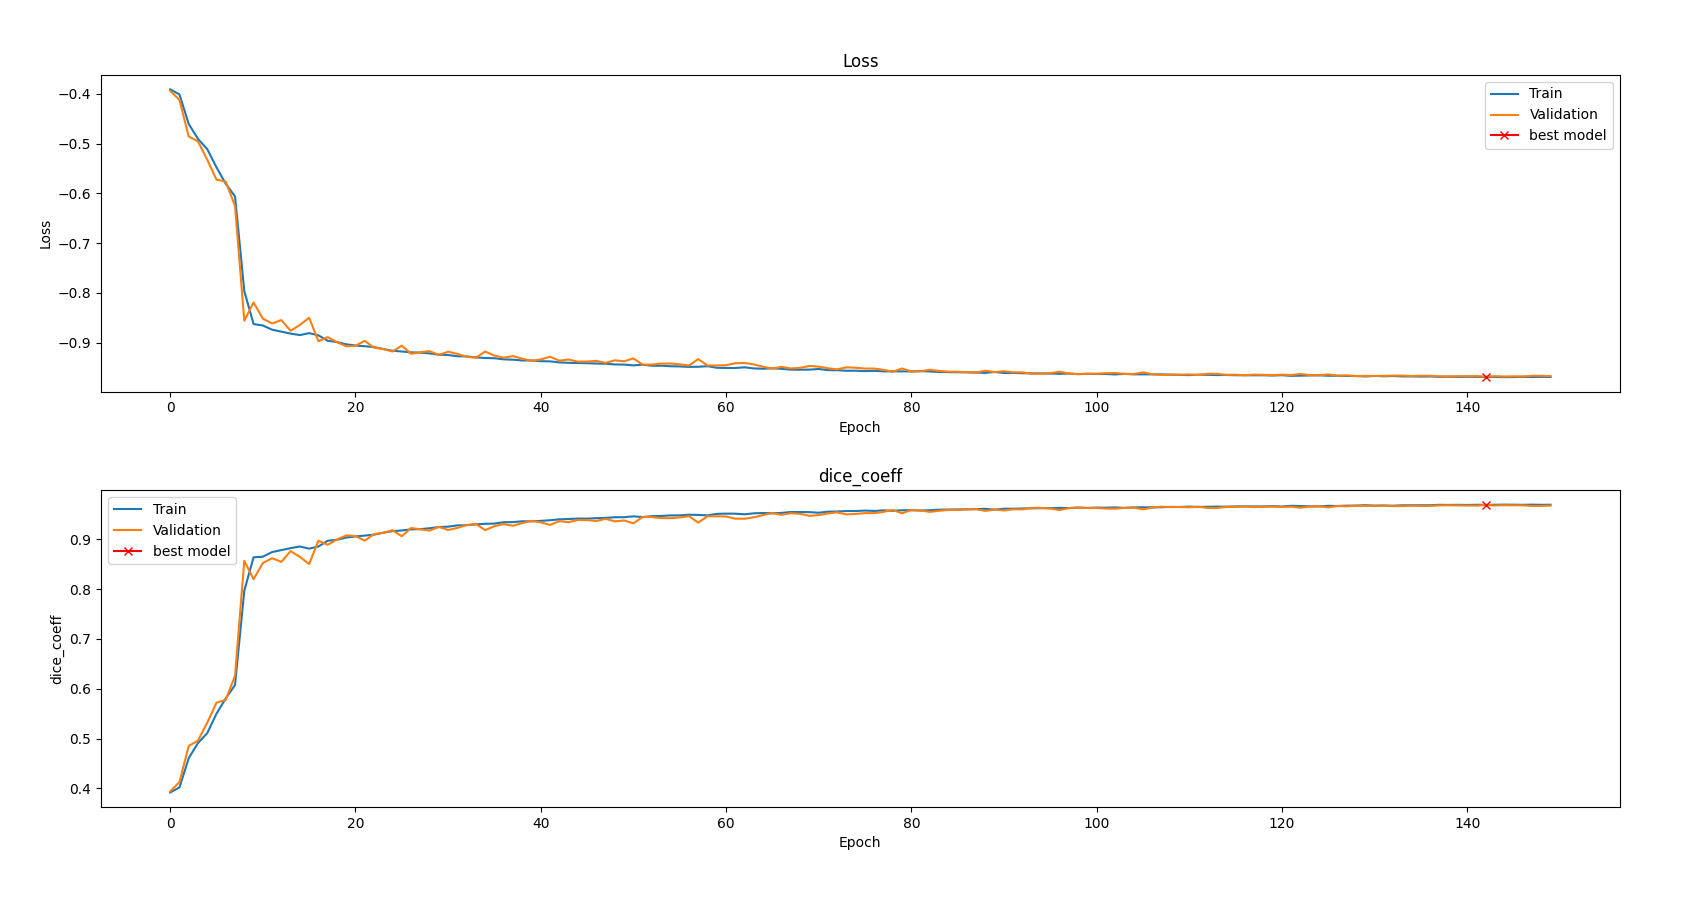 Loss
Train
Validation
best model
−0.4
−0.5
−0.6
−0.7
−0.8
−0.9
Loss
0 20 40 60 80 100 120 140
Epoch
dice_coeff
Train
Validation
best model
0.9
0.8
0.7
0.6
0.5
0.4
dice_coeff
0 20 40 60 80 100 120 140
Epoch